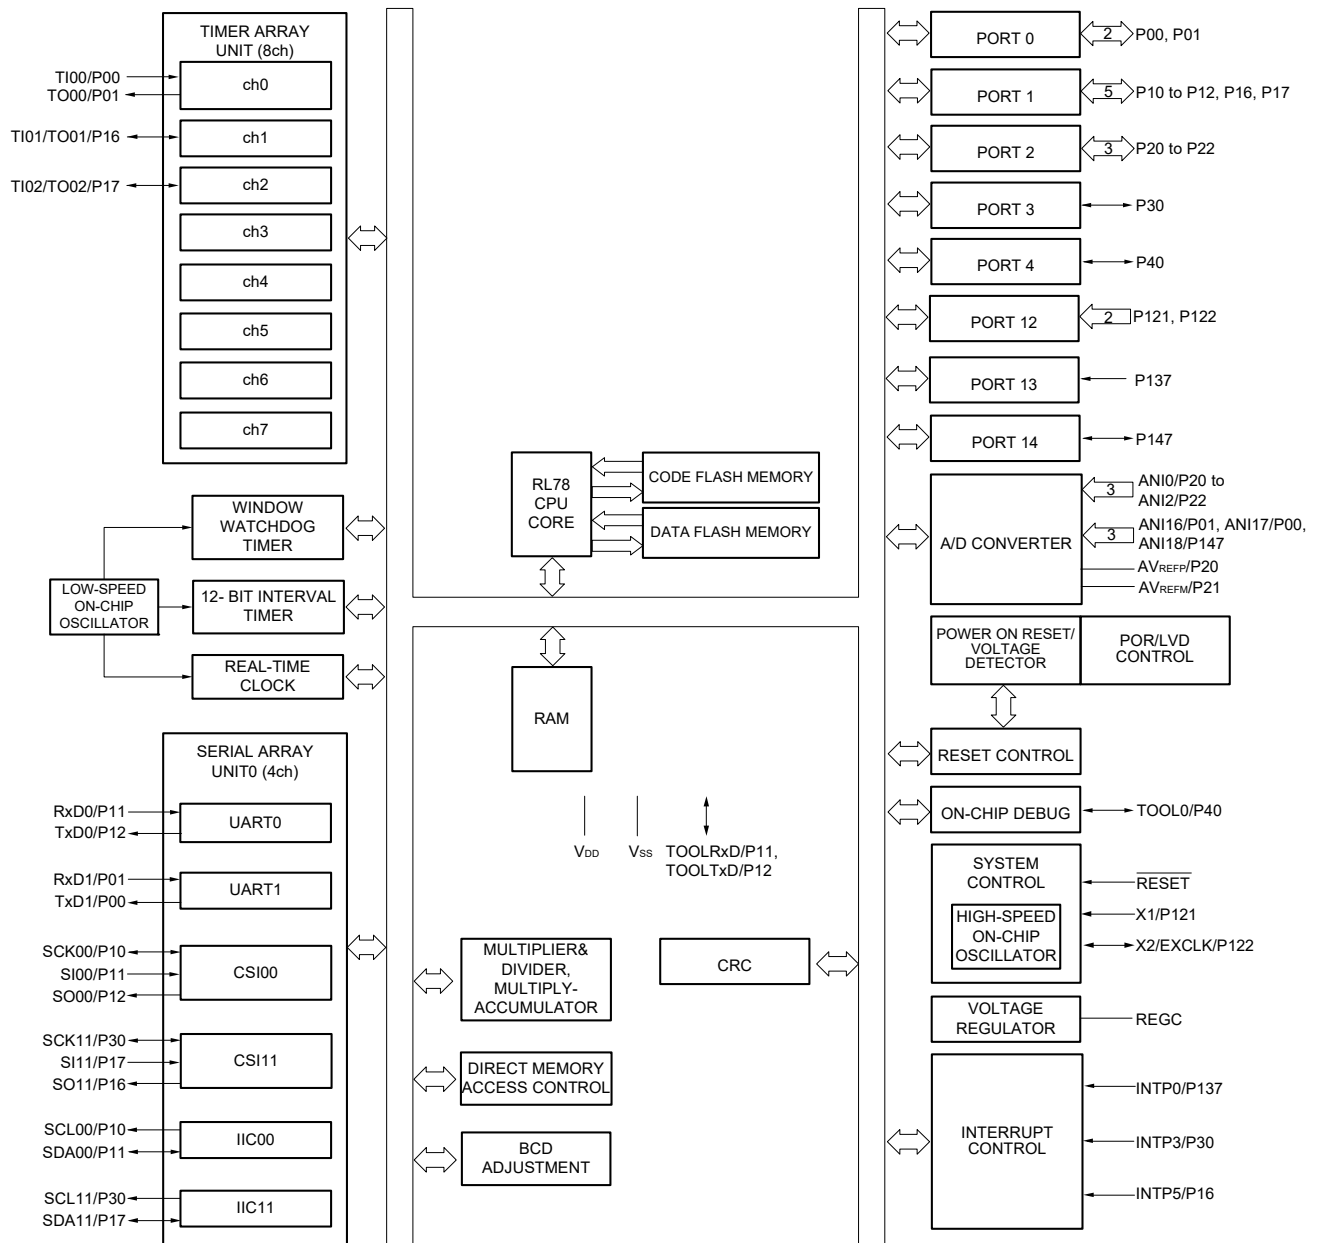 TIMER ARRAY
UNIT (8ch)
ch0
TI00/P00
TO00/P01
ch1
TI01/TO01/P16
ch2
TI02/TO02/P17
ch3
ch4
ch5
ch6
ch7
WINDOW
WATCHDOG
TIMER
LOW-SPEED
ON-CHIP
OSCILLATOR
12- BIT INTERVAL
TIMER
REAL-TIME
CLOCK
SERIAL ARRAY
UNIT0 (4ch)
RxD0/P11
TxD0/P12
UART0
RxD1/P01
TxD1/P00
UART1
SCK00/P10
SI00/P11
SO00/P12
CSI00
SCK11/P30
SI11/P17
SO11/P16
CSI11
SCL00/P10
SDA00/P11
IIC00
SCL11/P30
SDA11/P17
IIC11
RL78
CPU
CORE
CODE FLASH MEMORY
DATA FLASH MEMORY
RAM
VDD
VSS
TOOLRxD/P11,
TOOLTxD/P12
MULTIPLIER&
DIVIDER,
MULTIPLY-
ACCUMULATOR
CRC
DIRECT MEMORY
ACCESS CONTROL
BCD
ADJUSTMENT
PORT 0
2
P00, P01
PORT 1
5
P10 to P12, P16, P17
PORT 2
3
P20 to P22
PORT 3
P30
PORT 4
P40
PORT 12
2
P121, P122
PORT 13
P137
PORT 14
P147
A/D CONVERTER
3
ANI0/P20 to
ANI2/P22
3
ANI16/P01, ANI17/P00,
ANI18/P147
AVREFP/P20
AVREFM/P21
POWER ON RESET/
VOLTAGE
DETECTOR
POR/LVD
CONTROL
RESET CONTROL
ON-CHIP DEBUG
TOOL0/P40
SYSTEM
CONTROL
HIGH-SPEED
ON-CHIP
OSCILLATOR
RESET
X1/P121
X2/EXCLK/P122
VOLTAGE
REGULATOR
REGC
INTERRUPT
CONTROL
INTP0/P137
INTP3/P30
INTP5/P16